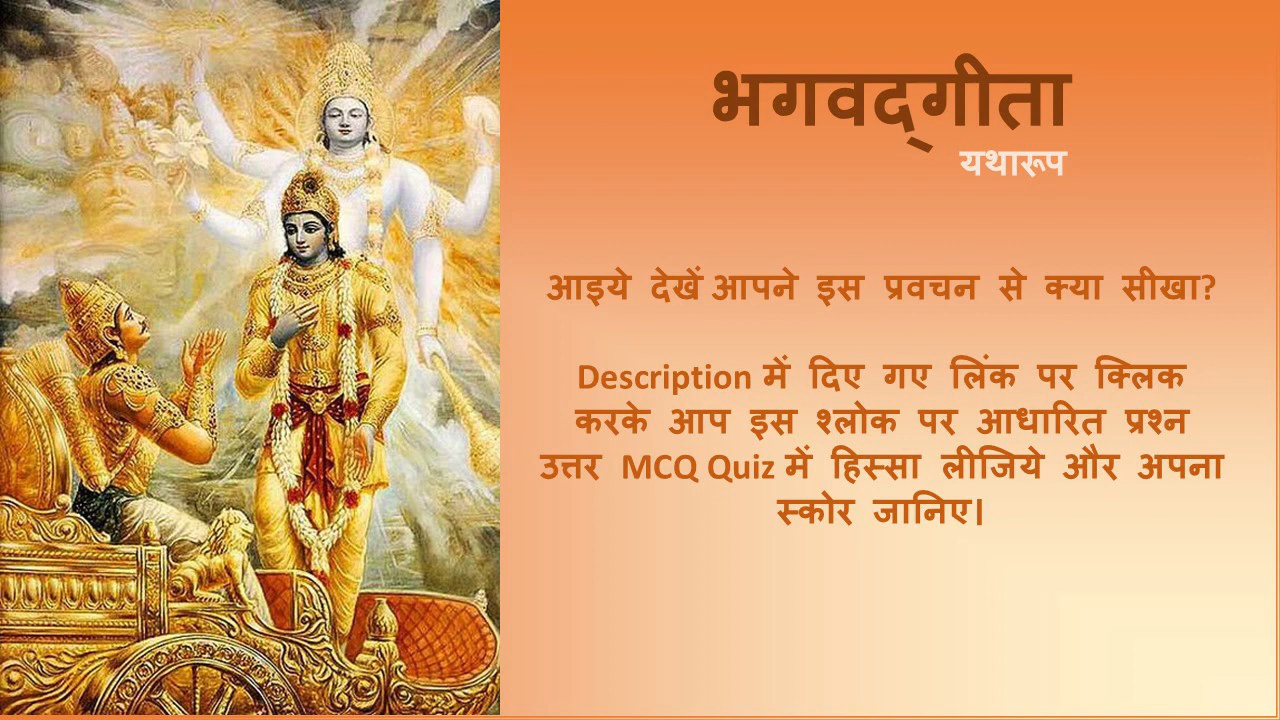 भगवद्‌गीता
यथारूप
आइये देखें आपने इस प्रवचन से क्या सीखा?
Description में दिए गए लिंक पर क्लिक
करके आप इस श्लोक पर आधारित प्रश्न
उत्तर MCQ Quiz में हिस्सा लीजिये और अपना
स्कोर जानिए।